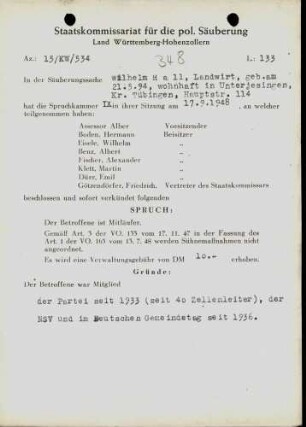 Staatskommissariat für die pol. Säuberung
Land Württemberg-Hohenzollern
Az.: 15/KW/534
348
L: 133
In der Säuberungssache Wilhelm H a l l, Landwirt, geb.am
21.5.94, wohnhaft in Unterjesingen,
Kr. Tübingen, Hauptstr. 114
hat die Spruchkammer IX in ihrer Sitzung am 17.9.1948 , an welcher
teilgenommen haben:
Assessor Alber Vorsitzender
Boden, Hermann Beisitzer
Eisele, Wilhelm „
Benz, Albert „
Fischer, Alexander „
Klett, Martin „
Dürr, Emil „
Götzendörfer, Friedrich, Vertreter des Staatskommissars
beschlossen und sofort verkündet folgenden
SPRUCH:
Der Betroffene ist Mitläufer.
Gemäß Art. 3 der VO. 133 vom 17. 11. 47 in der Fassung des
Art. 1 der VO. 165 vom 13. 7. 48 werden Sühnemaßnahmen nicht
angeordnet.
Es wird eine Verwaltungsgebühr von DM 10.- erhoben.
Gründe:
Der Betroffene war Mitglied
der Partei seit 1933 (seit 40 Zellenleiter), der
NSV und im Deutschen Gemeindetag seit 1936.